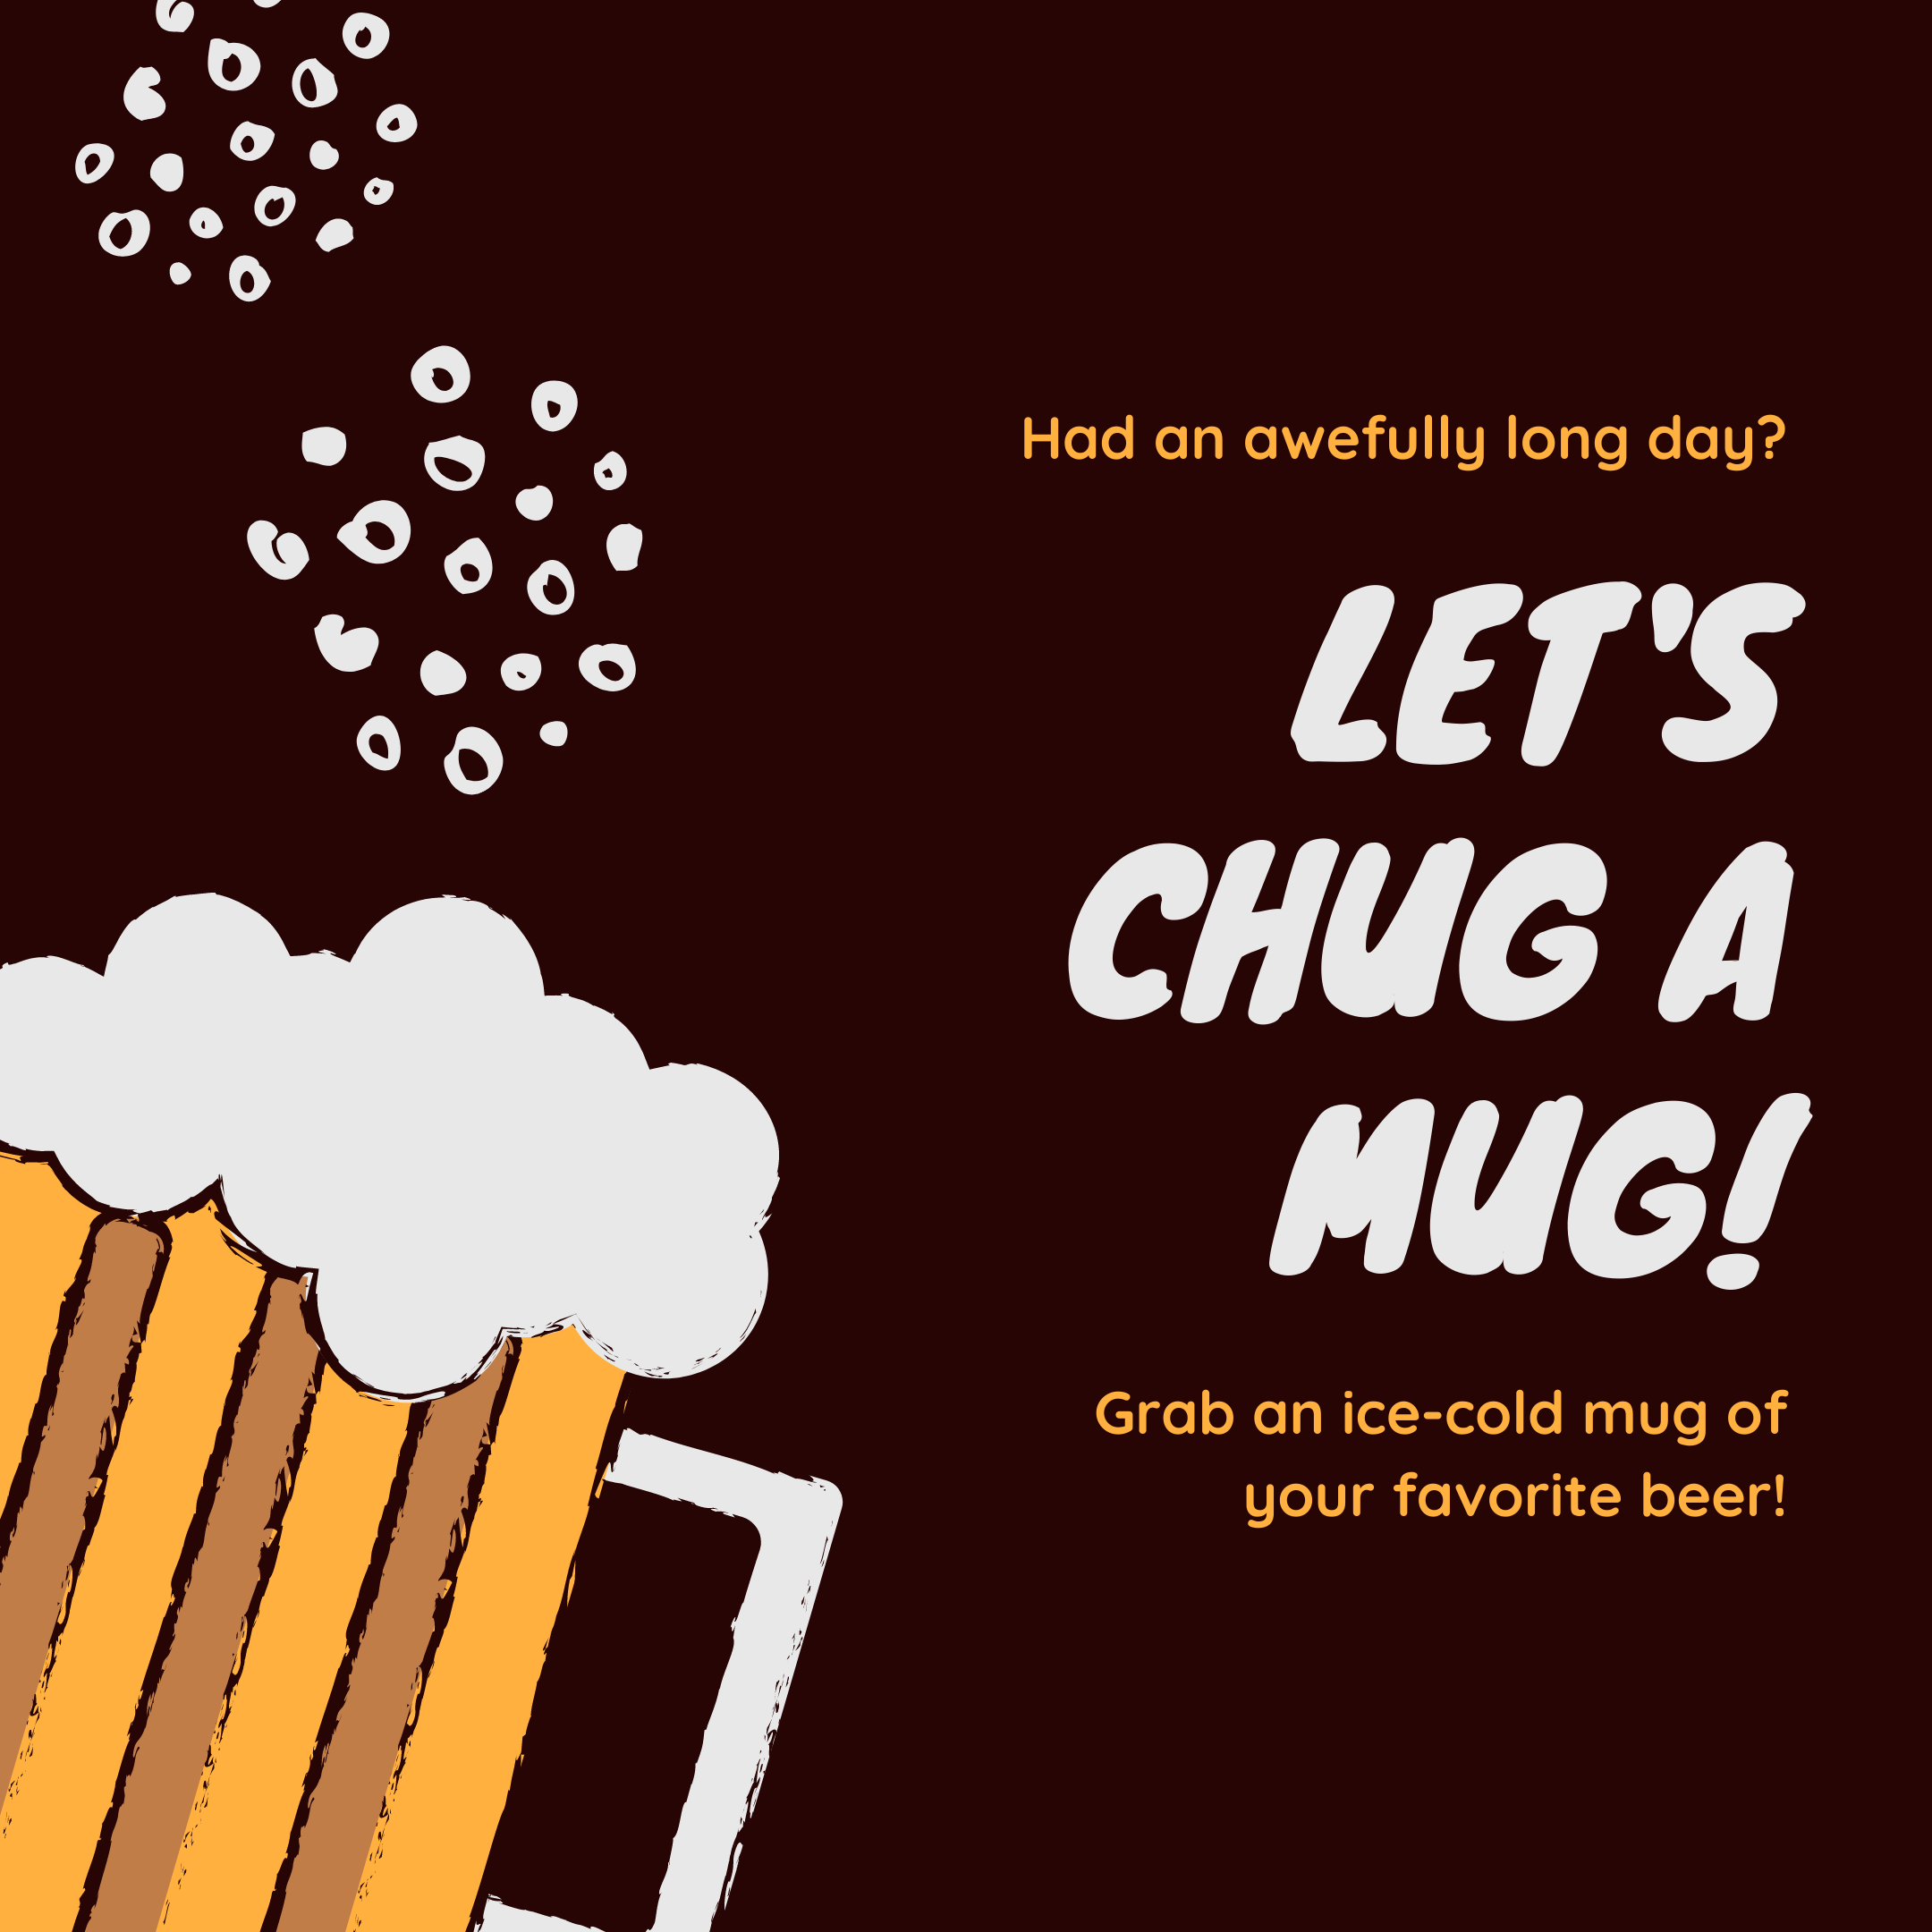 Had an awefully long day?
LET'S
CHUG A
MUG!
Grab an ice-cold mug of
your favorite beer!